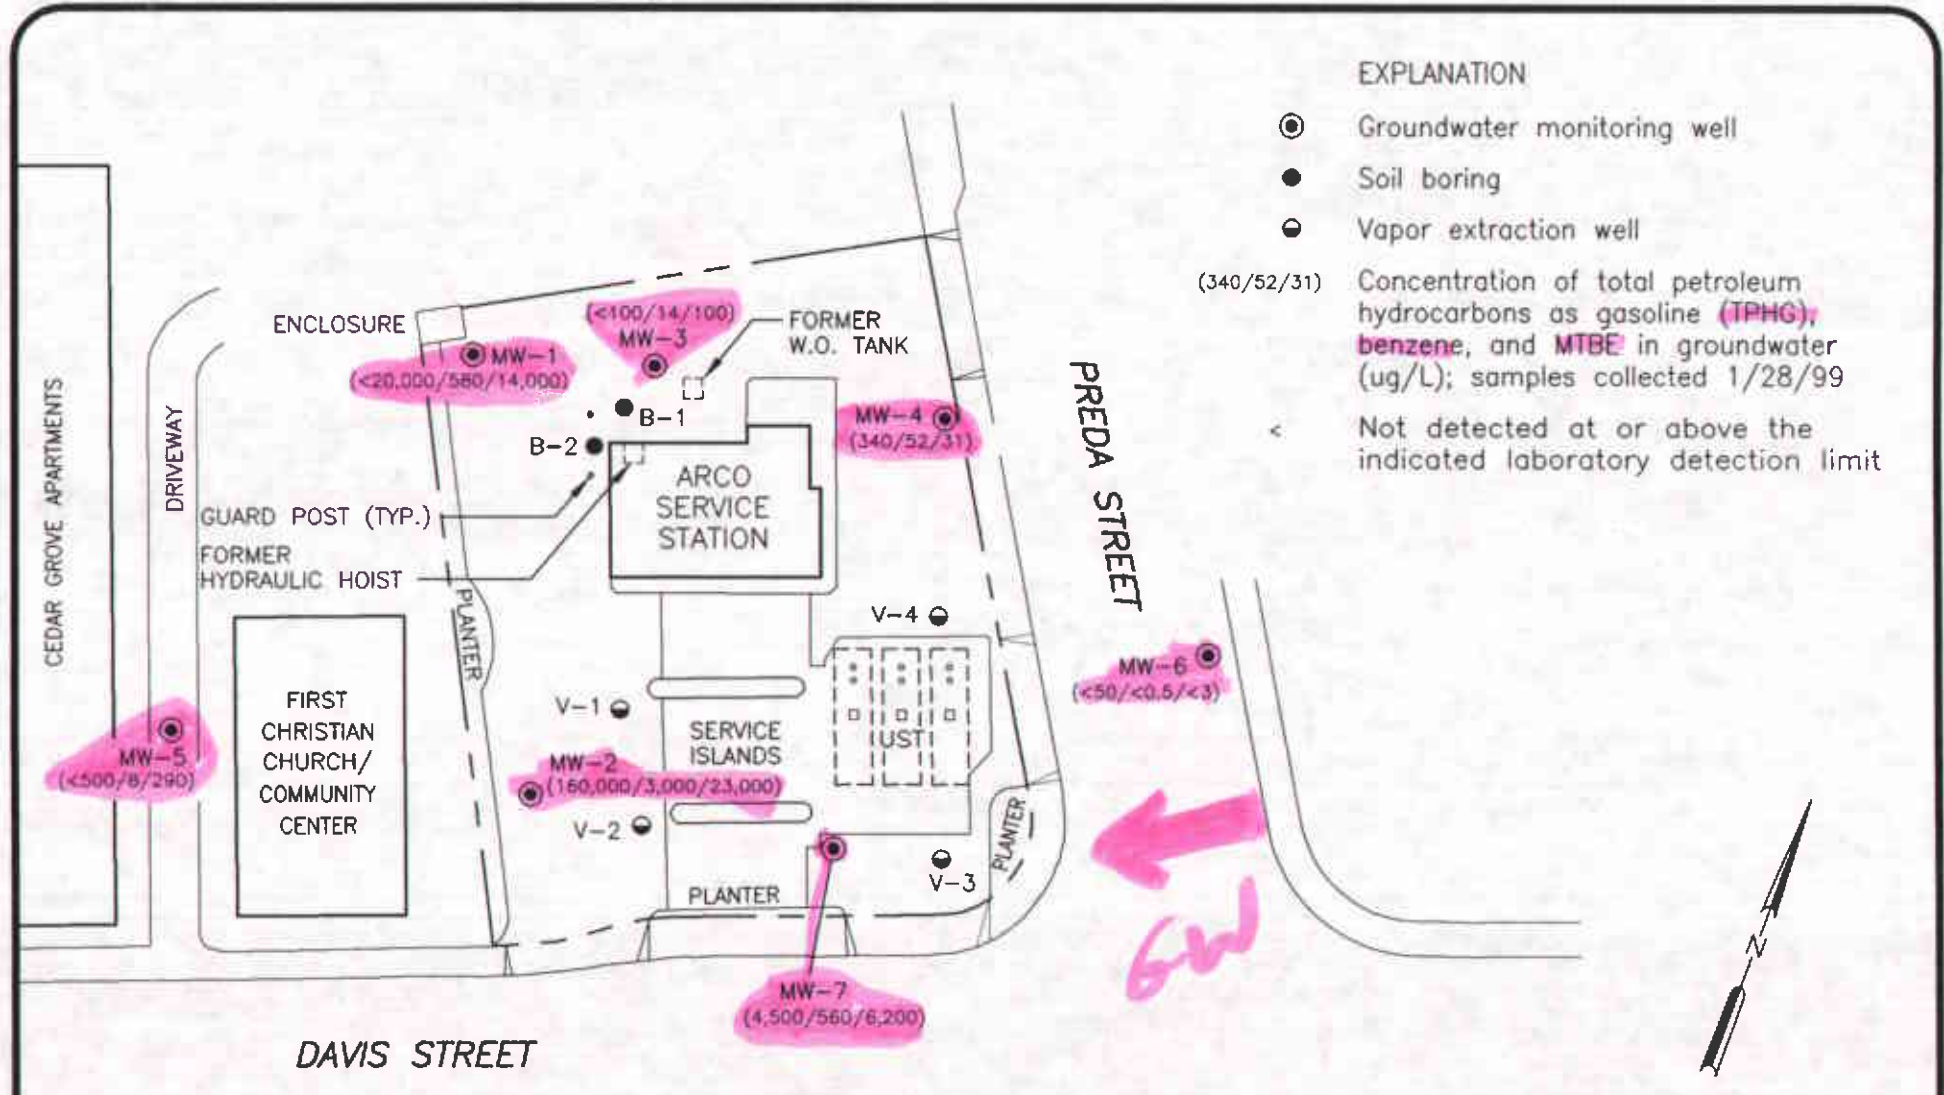 EXPLANATION
Groundwater monitoring well
Soil boring
Vapor extraction well
(340/52/31) Concentration of total petroleum
hydrocarbons as gasoline (TPHG),
benzene, and MTBE in groundwater
(ug/L); samples collected 1/28/99
< Not detected at or above the
indicated laboratory detection limit
ENCLOSURE
(<100/14/100)
MW-3
FORMER
W.O. TANK
MW-1
(<20,000/580/14,000)
B-1
B-2
MW-4
(340/52/31)
ARCO
SERVICE
STATION
PREDA STREET
CEDAR GROVE APARTMENTS
DRIVEWAY
GUARD POST (TYP.)
FORMER
HYDRAULIC HOIST
PLANTER
V-4
MW-6
(<50/<0.5/<3)
FIRST
CHRISTIAN
CHURCH/
COMMUNITY
CENTER
V-1
SERVICE
ISLANDS
UST
MW-5
(<500/8/290)
MW-2
(160,000/3,000/23,000)
V-2
PLANTER
V-3
PLANTER
GW
N
MW-7
(4,500/560/6,200)
DAVIS STREET